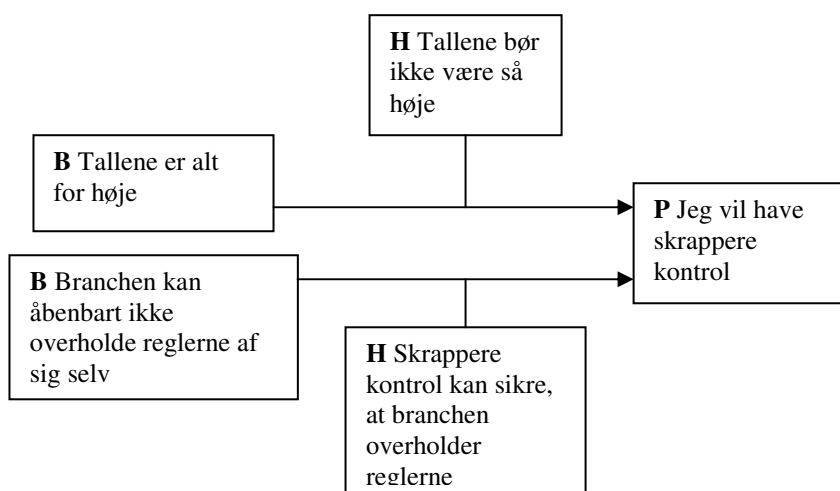 H Tallene bør
ikke være så
høje
B Tallene er alt
for høje
P Jeg vil have
skrappere
kontrol
B Branchen kan
åbenbart ikke
overholde reglerne af
sig selv
H Skrappere
kontrol kan sikre,
at branchen
overholder
reglerne